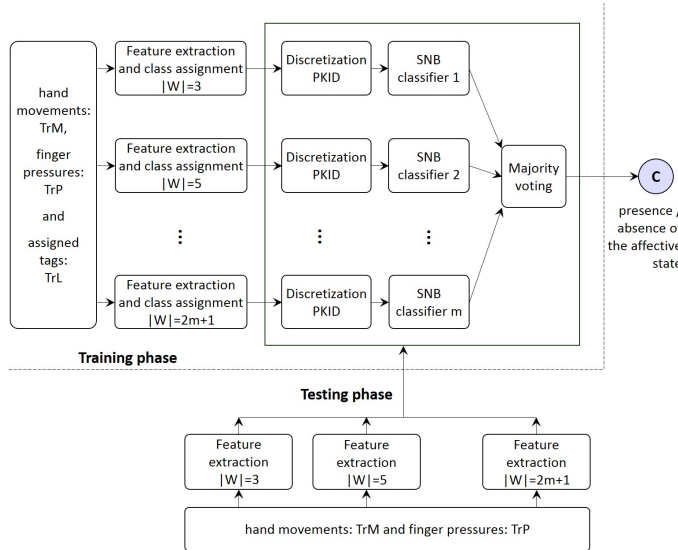 hand
movements:
TrM,
finger
pressures:
TrP
and
assigned
tags:
TrL
Feature extraction
and class assignment
|W|=3
Discretization
PKID
SNB
classifier 1
Feature extraction
and class assignment
|W|=5
Discretization
PKID
SNB
classifier 2
Majority
voting
C
presence /
absence of
the affective
state
Feature extraction
and class assignment
|W|=2m+1
Discretization
PKID
SNB
classifier m
Training phase
Testing phase
Feature
extraction
|W|=3
Feature
extraction
|W|=5
Feature
extraction
|W|=2m+1
hand movements: TrM and finger pressures: TrP